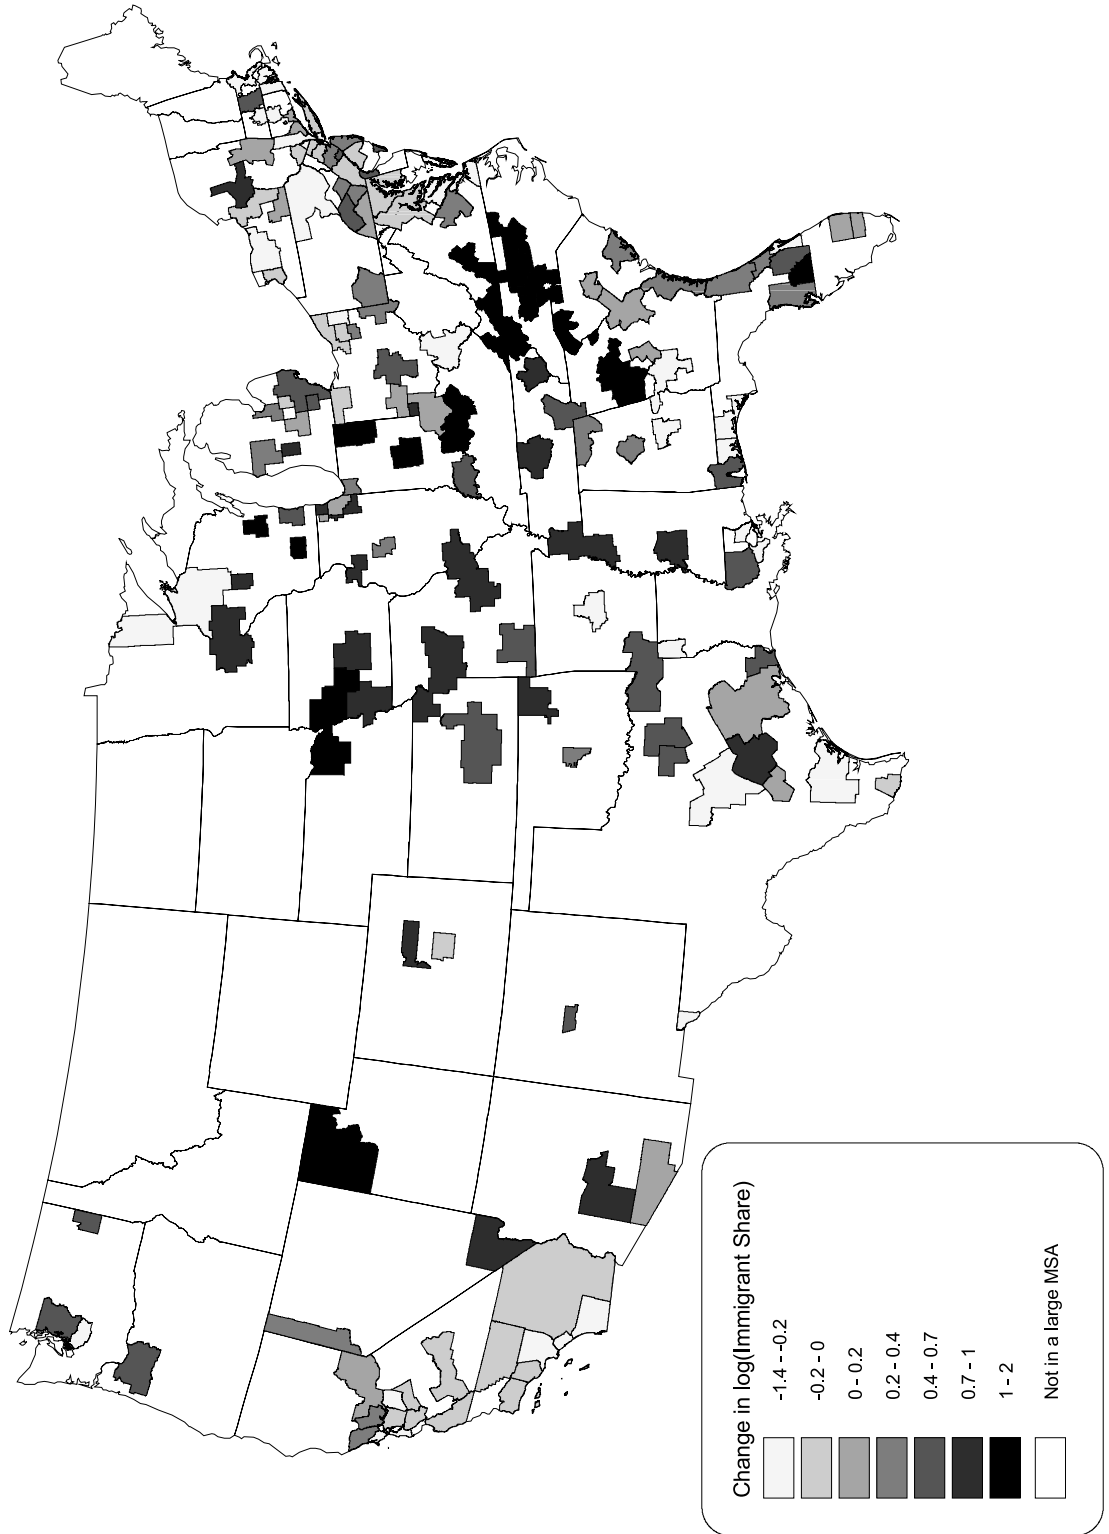 Change in log(Immigrant Share)
-1.4 - -0.2
-0.2 - 0
0 - 0.2
0.2 - 0.4
0.4 - 0.7
0.7 - 1
1 - 2
Not in a large MSA